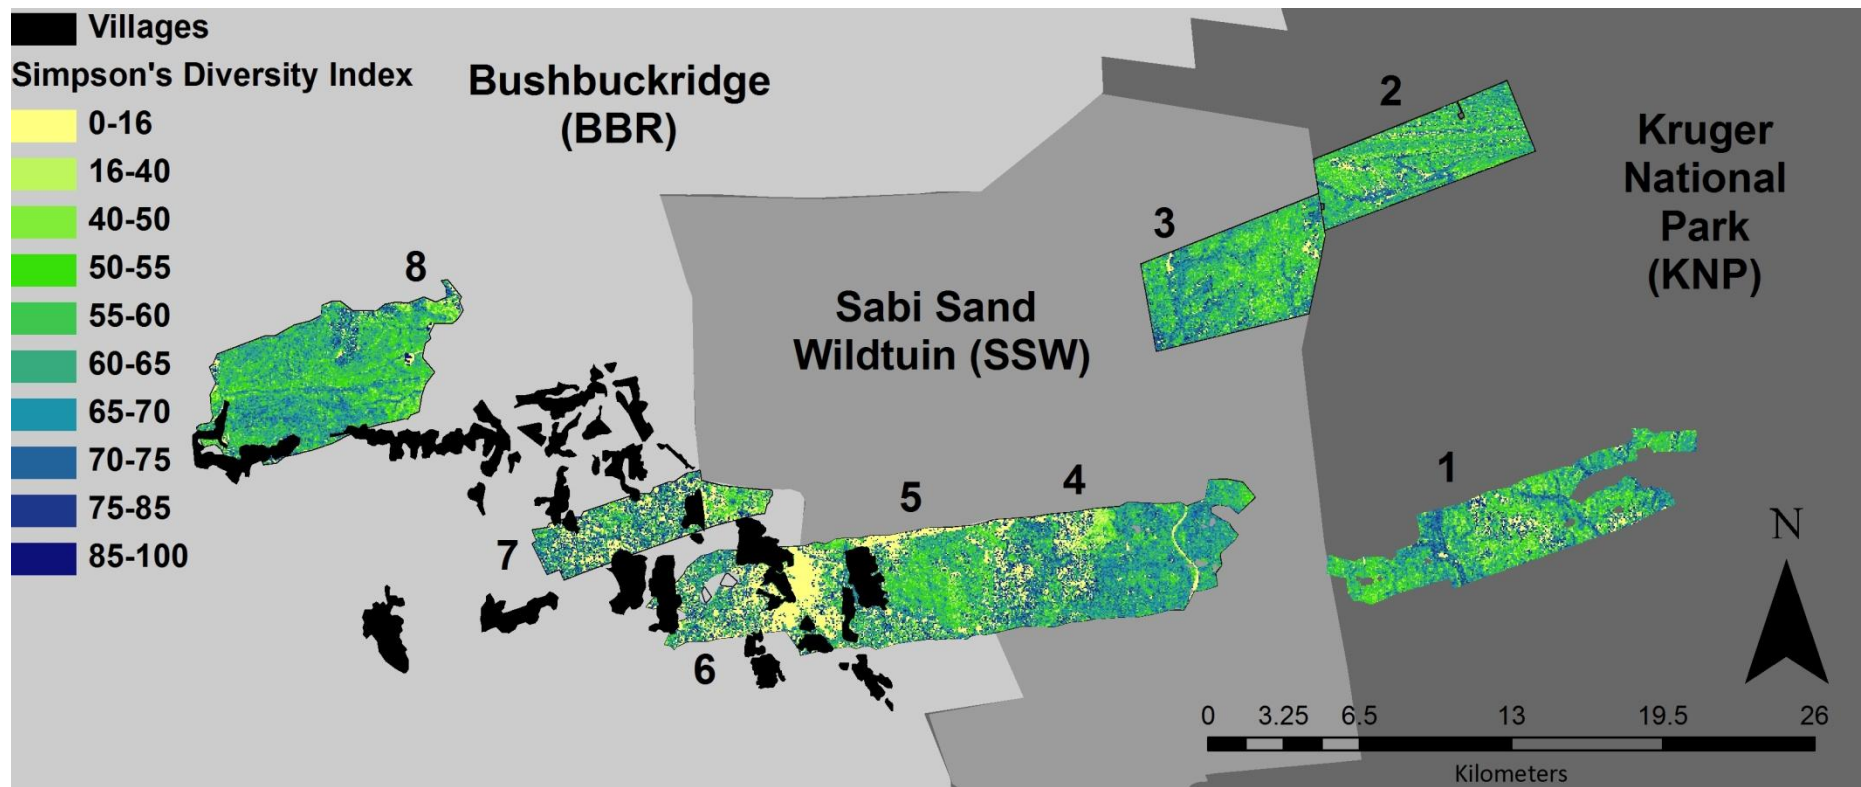 Villages
Simpson's Diversity Index
0-16
16-40
40-50
50-55
55-60
60-65
65-70
70-75
75-85
85-100
Bushbuckridge
(BBR)
Sabi Sand
Wildtuin (SSW)
Kruger
National
Park
(KNP)
2
3
8
1
4
5
7
6
N
0 3.25 6.5 13 19.5 26
Kilometers